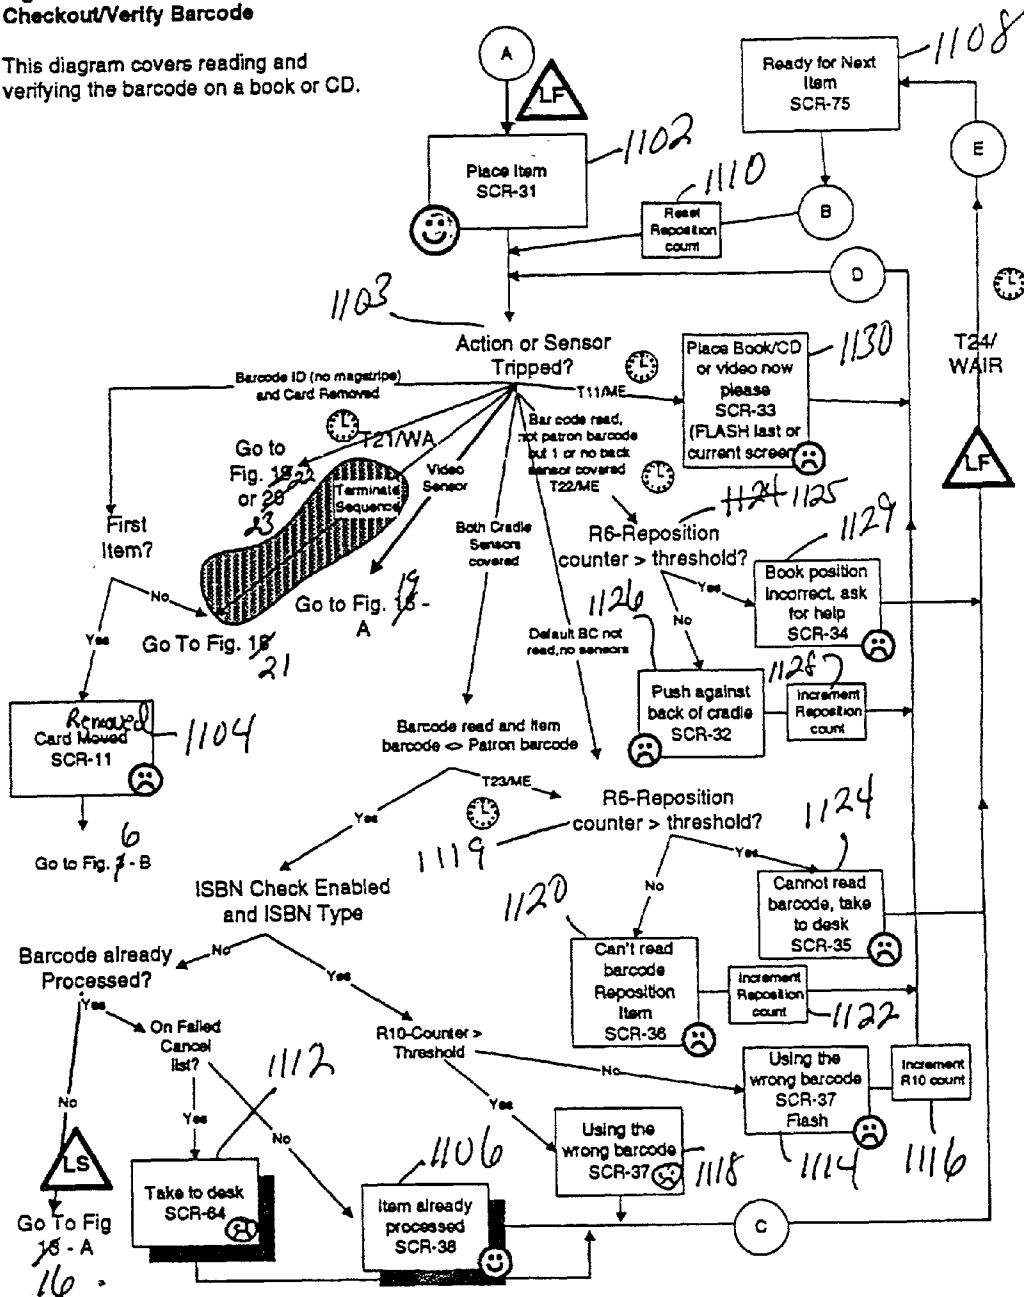 Checkout/Verify Barcode
This diagram covers reading and
verifying the barcode on a book or CD.
A
LF
Place Item
SCR-31
1102
Ready for Next
Item
SCR-75
1108
E
1110
Reset
Reposition
count
B
D
1103
Action or Sensor
Tripped?
T24/
WAIR
LF
Place Book/CD
or video now
please
SCR-33
(FLASH last or
current screen
1130
T11/ME
Barcode ID (no magstripe)
and Card Removed
T21/WA
Go to
Fig. 19 22
or 20
23
Terminate
Sequence
Video
Sensor
Bar code read,
not patron barcode
but 1 or no back
sensor covered
T22/ME
Both Cradle
Sensors
covered
1124 1125
R6-Reposition
counter > threshold?
1129
Yes
Book position
incorrect, ask
for help
SCR-34
No
First
Item?
No
Go To Fig. 18
21
Go to Fig. 15 -
19
A
Yes
Removed
Card Moved
SCR-11
1104
6
Go to Fig. 7 - B
1126
Default BC not
read,no sensors
Push against
back of cradle
SCR-32
1128
Increment
Reposition
count
Barcode read and item
barcode <> Patron barcode
T23/ME
Yes
R6-Reposition
counter > threshold?
1119
1124
Yes
Cannot read
barcode, take
to desk
SCR-35
No
1120
Can't read
barcode
Reposition
Item
SCR-36
Increment
Reposition
count
1122
ISBN Check Enabled
and ISBN Type
No
Yes
Barcode already
Processed?
Yes
On Failed
Cancel
list?
1112
R10-Counter >
Threshold
No
Using the
wrong barcode
SCR-37
Flash
1114
Increment
R10 count
1116
Yes
Using the
wrong barcode
SCR-37
1118
No
LS
Go To Fig
16 - A
16
Yes
No
Take to desk
SCR-64
1106
Item already
processed
SCR-38
C